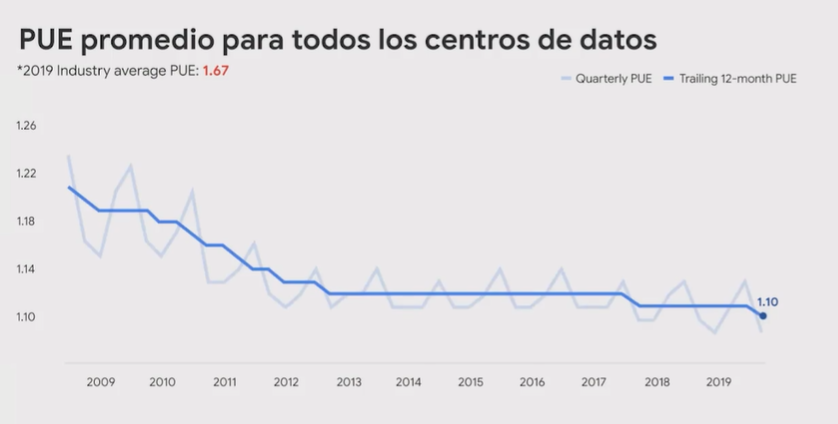 PUE promedio para todos los centros de datos
*2019 Industry average PUE: 1.67
Quarterly PUE Trailing 12-month PUE
1.26
1.22
1.18
1.14
1.10
1.10
2009 2010 2011 2012 2013 2014 2015 2016 2017 2018 2019